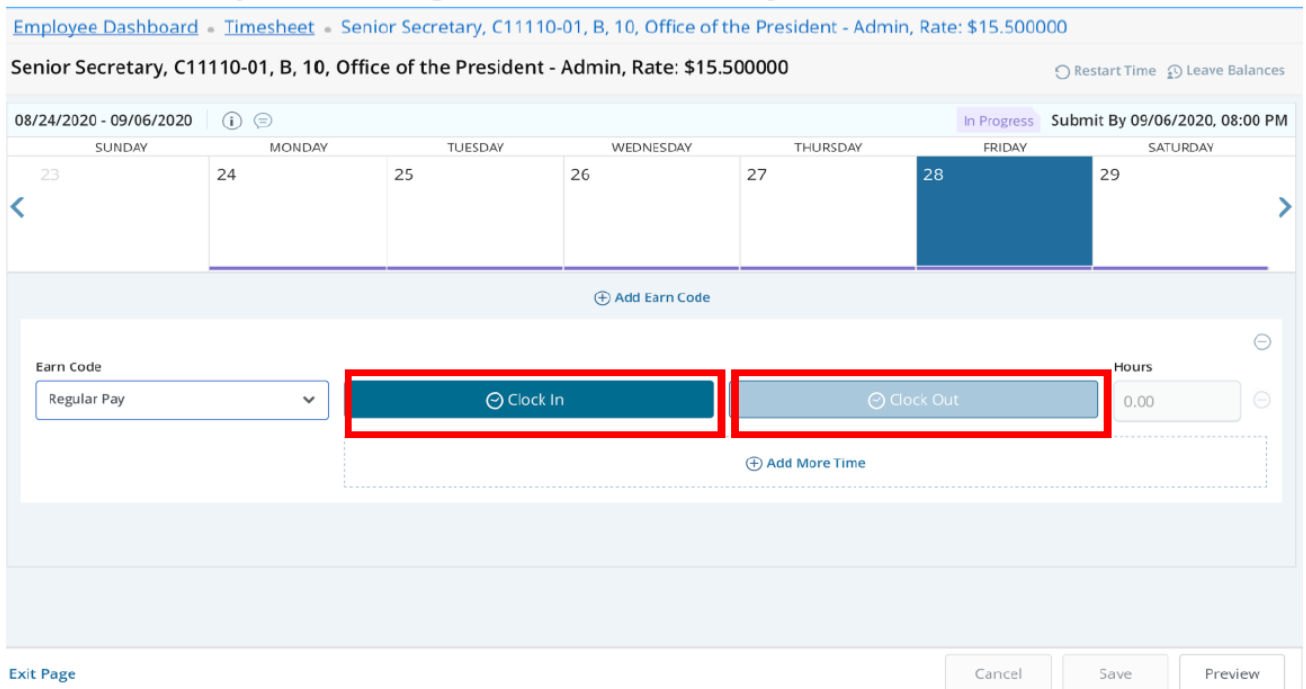 Employee Dashboard • Timesheet • Senior Secretary, C11110-01, B, 10, Office of the President - Admin, Rate: $15.500000
Senior Secretary, C11110-01, B, 10, Office of the President - Admin, Rate: $15.500000
Restart Time Leave Balances
08/24/2020 - 09/06/2020 In Progress Submit By 09/06/2020, 08:00 PM
SUNDAY MONDAY TUESDAY WEDNESDAY THURSDAY FRIDAY SATURDAY
23 24 25 26 27 28 29
Add Earn Code
Earn Code Hours
Regular Pay Clock In Clock Out 0.00
Add More Time
Exit Page Cancel Save Preview